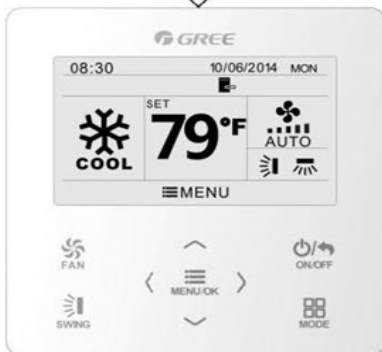 GREE
08:30 10/06/2014 MON
SET
79°F
COOL
AUTO
MENU
FAN
MENU/OK
ON/OFF
SWING
MODE